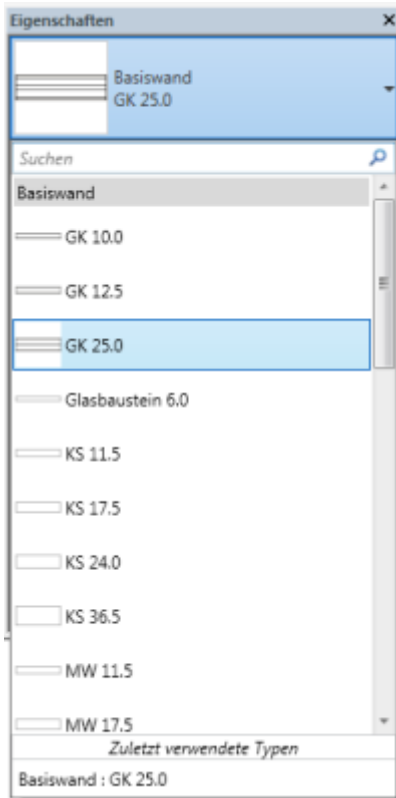 Eigenschaften
Basiswand
GK 25.0
Suchen
Basiswand
GK 10.0
GK 12.5
GK 25.0
Glasbaustein 6.0
KS 11.5
KS 17.5
KS 24.0
KS 36.5
MW 11.5
MW 17.5
Zuletzt verwendete Typen
Basiswand : GK 25.0